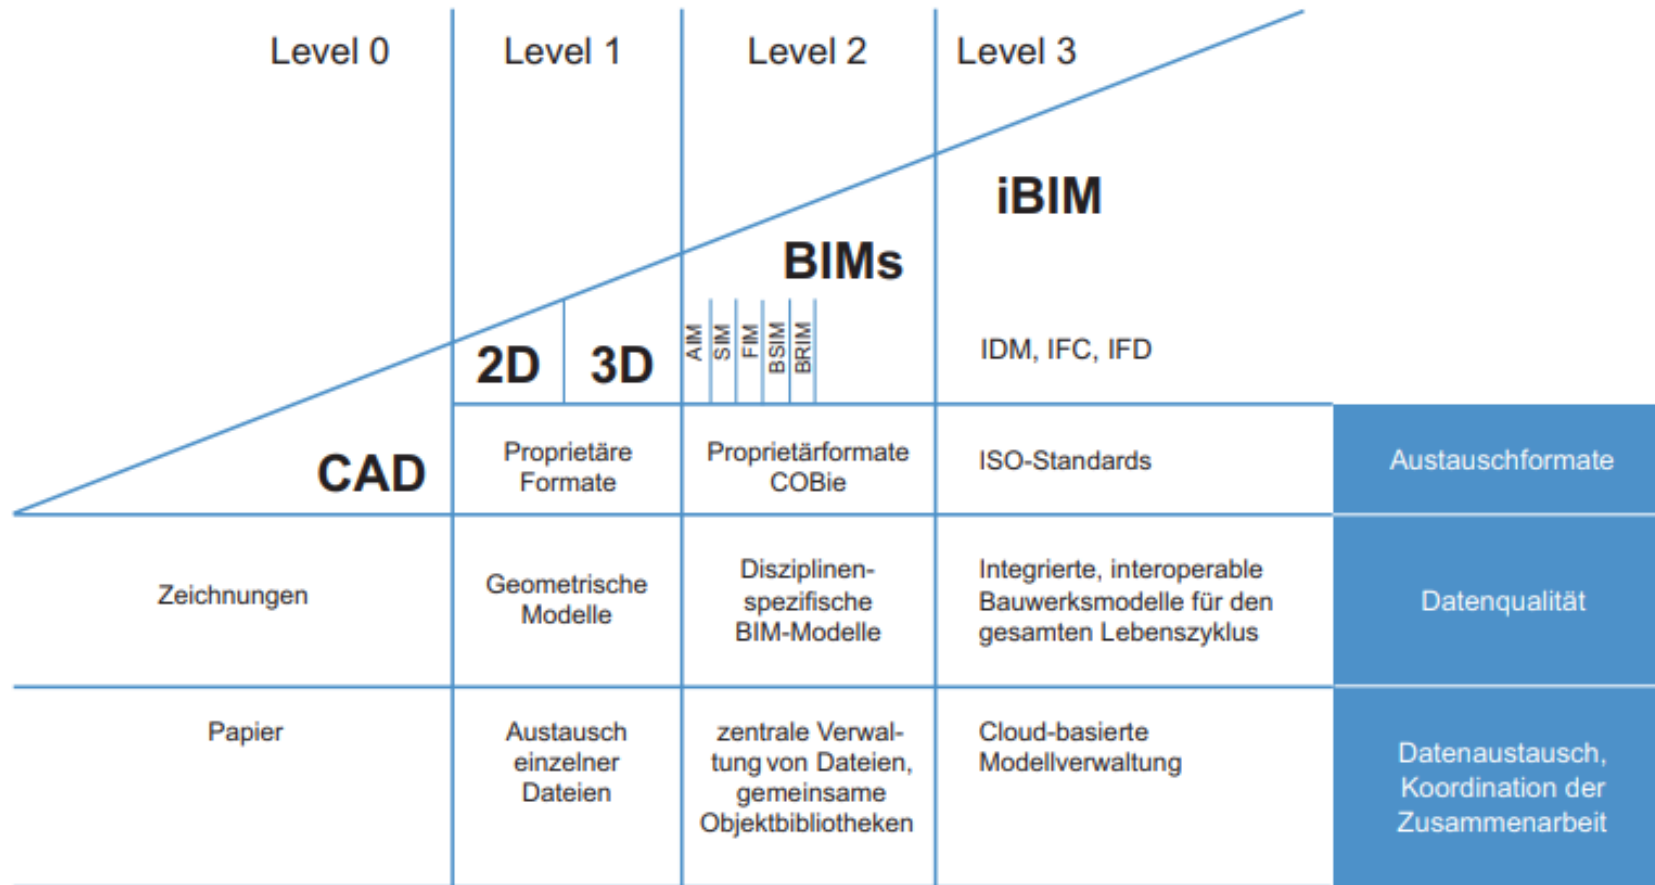 Level 0
Level 1
Level 2
Level 3
iBIM
BIMs
AIM
SIM
FIM
BSIM
BRIM
2D
3D
IDM, IFC, IFD
CAD
Proprietäre
Formate
Proprietärformate
COBie
ISO-Standards
Austauschformate
Zeichnungen
Geometrische
Modelle
Disziplinen-
spezifische
BIM-Modelle
Integrierte, interoperable
Bauwerksmodelle für den
gesamten Lebenszyklus
Datenqualität
Papier
Austausch
einzelner
Dateien
zentrale Verwal-
tung von Dateien,
gemeinsame
Objektbibliotheken
Cloud-basierte
Modellverwaltung
Datenaustausch,
Koordination der
Zusammenarbeit